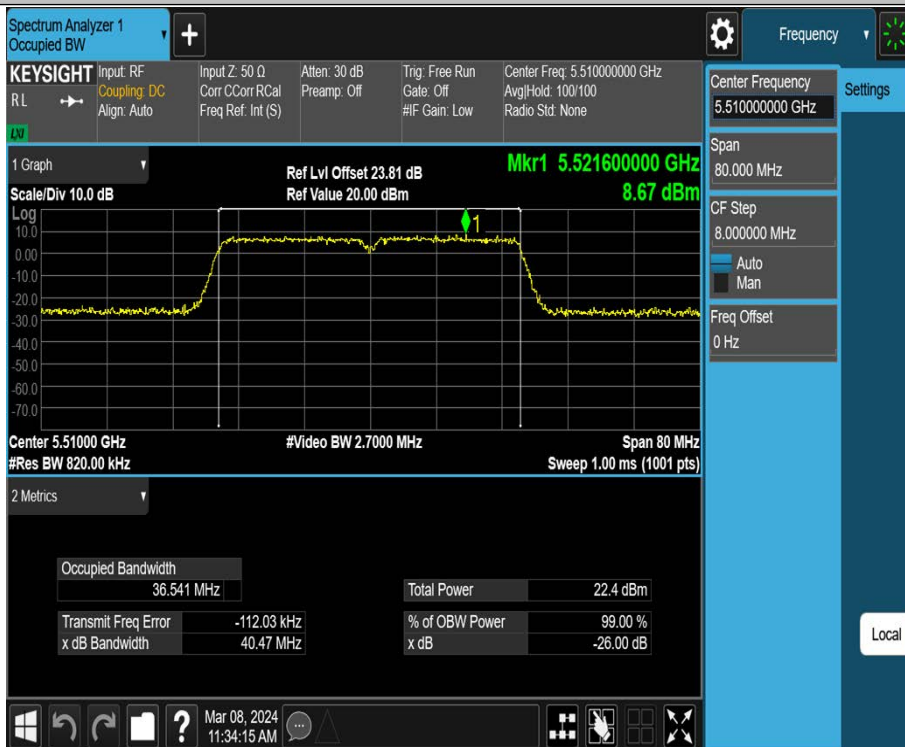 Spectrum Analyzer 1
Occupied BW
+
Frequency
KEYSIGHT
R L
LXI
Input: RF
Coupling: DC
Align: Auto
Input Z: 50 Ω
Corr CCorr RCal
Freq Ref: Int (S)
Atten: 30 dB
Preamp: Off
Trig: Free Run
Gate: Off
#IF Gain: Low
Center Freq: 5.510000000 GHz
Avg|Hold: 100/100
Radio Std: None
Center Frequency
5.510000000 GHz
Settings
Span
80.000 MHz
CF Step
8.000000 MHz
Auto
Man
Freq Offset
0 Hz
Local
1 Graph
Scale/Div 10.0 dB
Ref Lvl Offset 23.81 dB
Ref Value 20.00 dBm
Mkr1 5.521600000 GHz
8.67 dBm
Log
10.0
0.00
-10.0
-20.0
-30.0
-40.0
-50.0
-60.0
-70.0
1
Center 5.51000 GHz
#Res BW 820.00 kHz
#Video BW 2.7000 MHz
Span 80 MHz
Sweep 1.00 ms (1001 pts)
2 Metrics
Occupied Bandwidth
36.541 MHz
Total Power 22.4 dBm
Transmit Freq Error -112.03 kHz
% of OBW Power 99.00 %
x dB Bandwidth 40.47 MHz
x dB -26.00 dB
?
Mar 08, 2024
11:34:15 AM